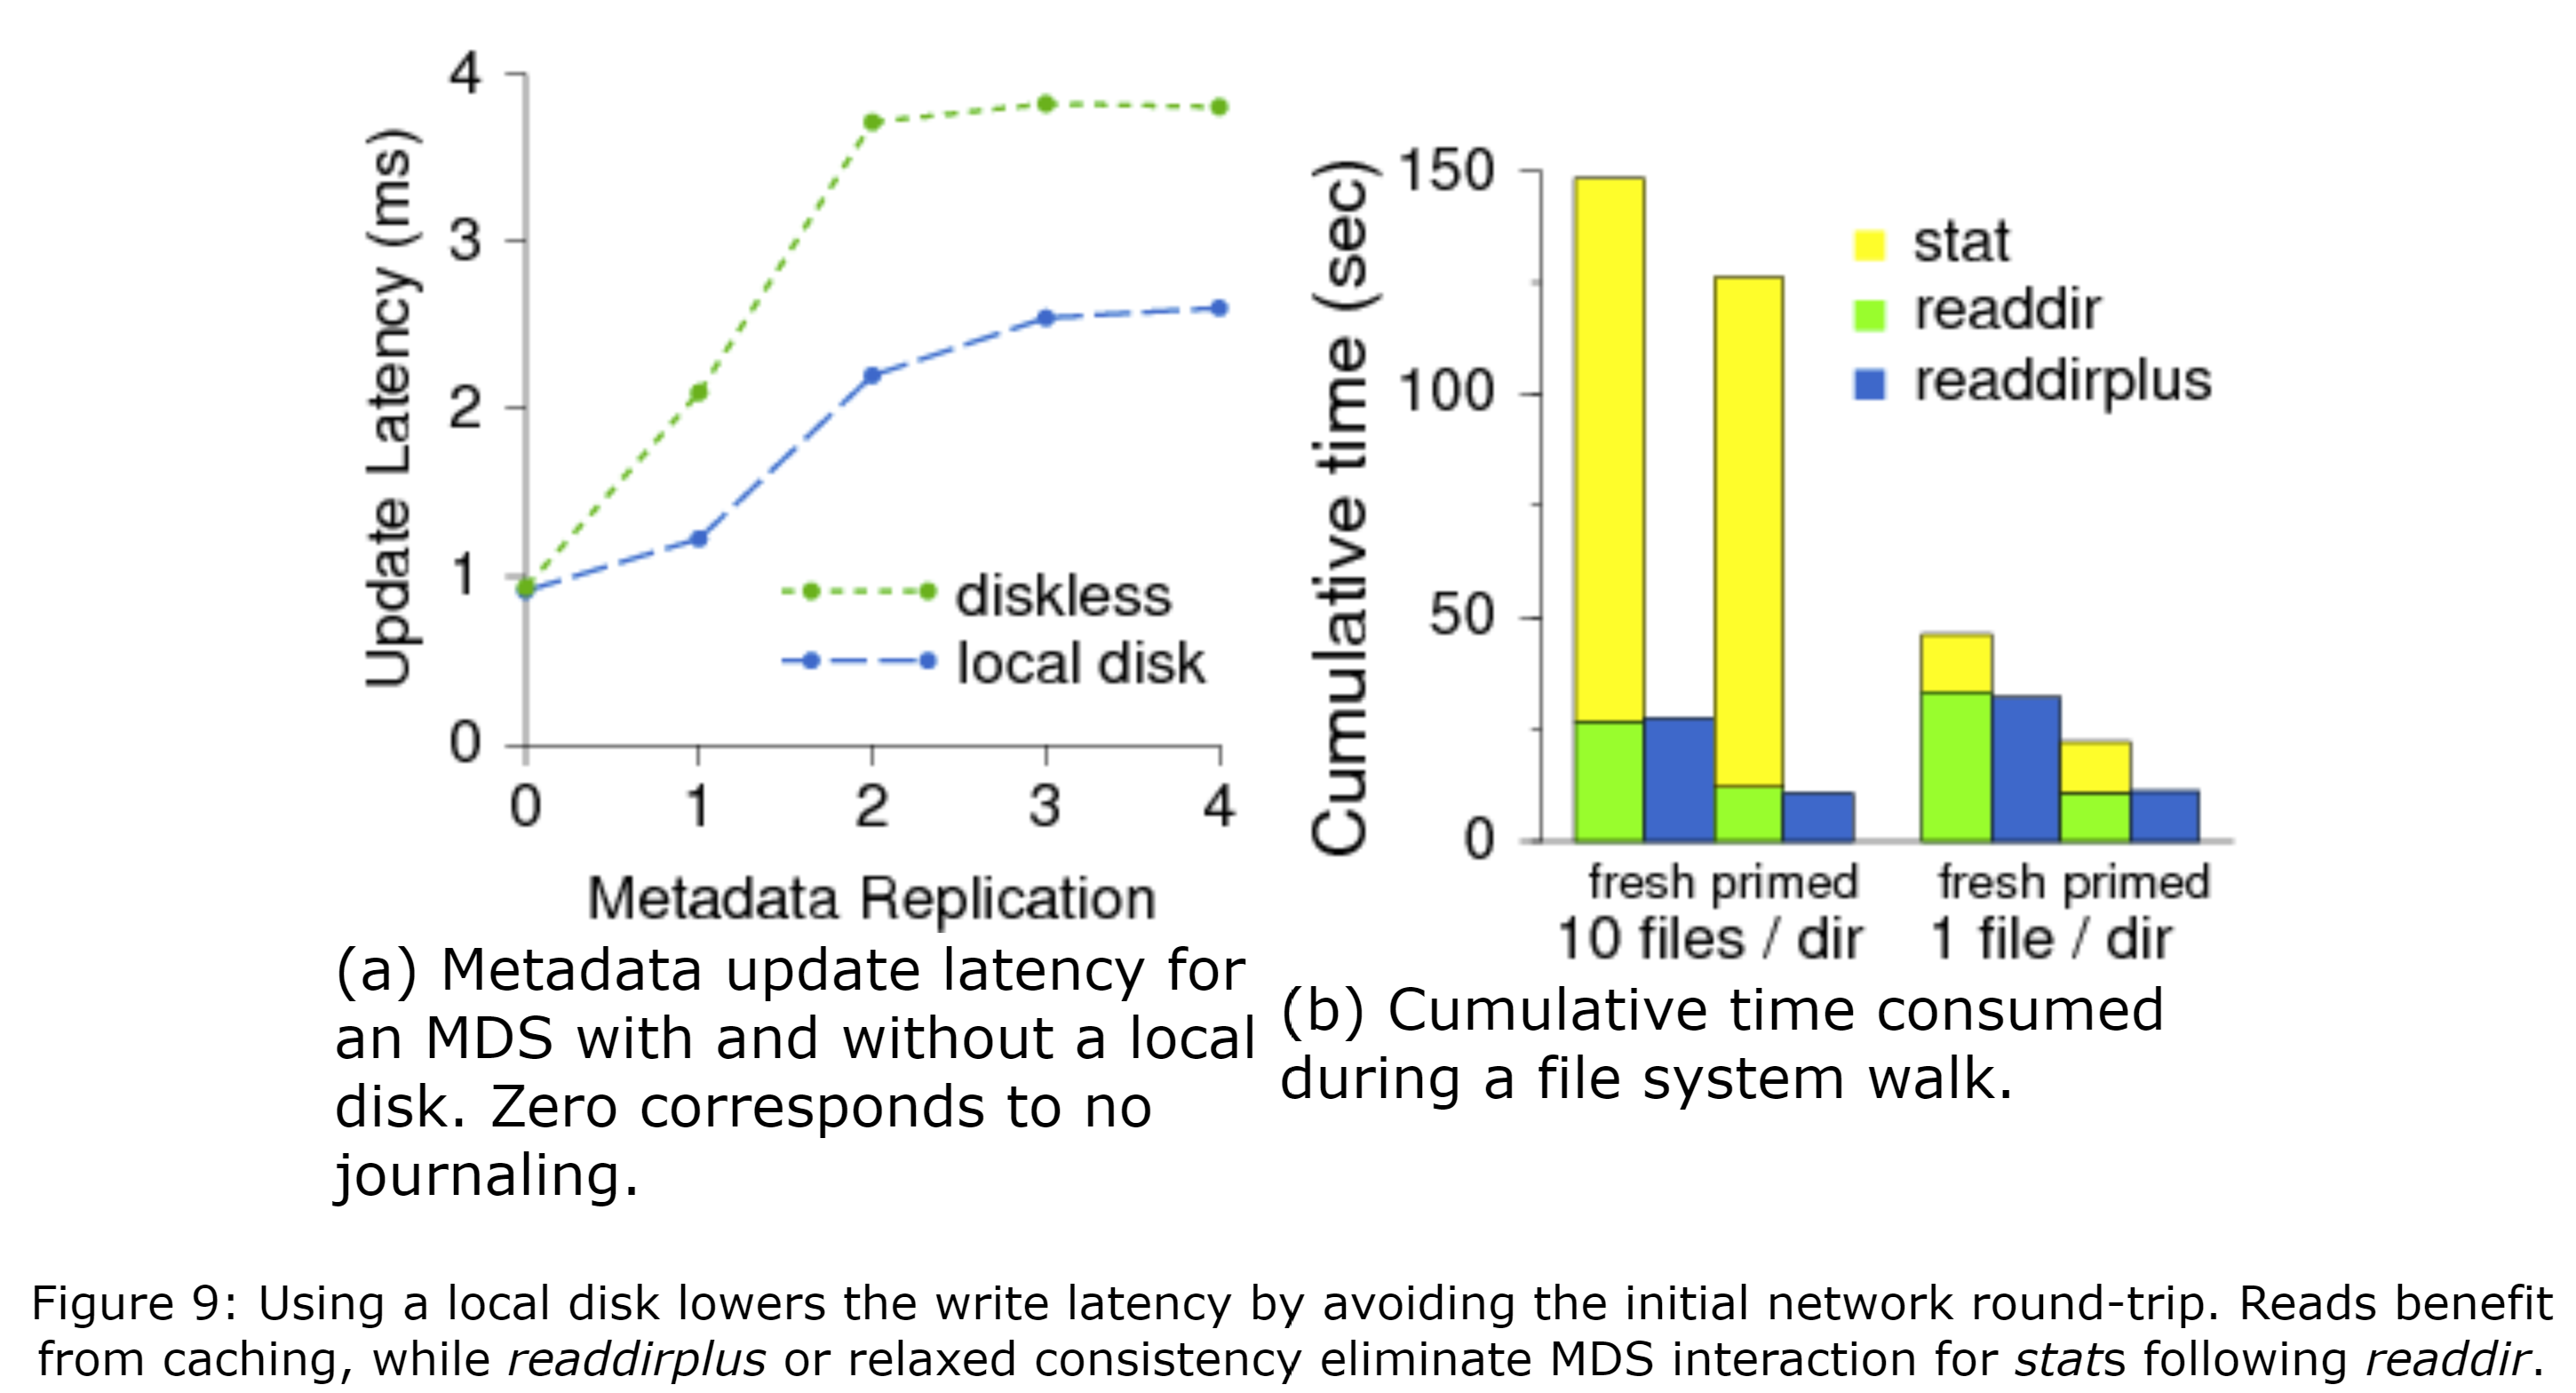 4
3
2
1
0
Update Latency (ms)
diskless
local disk
0 1 2 3 4
Metadata Replication
(a) Metadata update latency for
an MDS with and without a local
disk. Zero corresponds to no
journaling.
150
100
50
0
Cumulative time (sec)
stat
readdir
readdirplus
fresh primed fresh primed
10 files / dir 1 file / dir
(b) Cumulative time consumed
during a file system walk.
Figure 9: Using a local disk lowers the write latency by avoiding the initial network round-trip. Reads benefit
from caching, while readdirplus or relaxed consistency eliminate MDS interaction for stats following readdir.